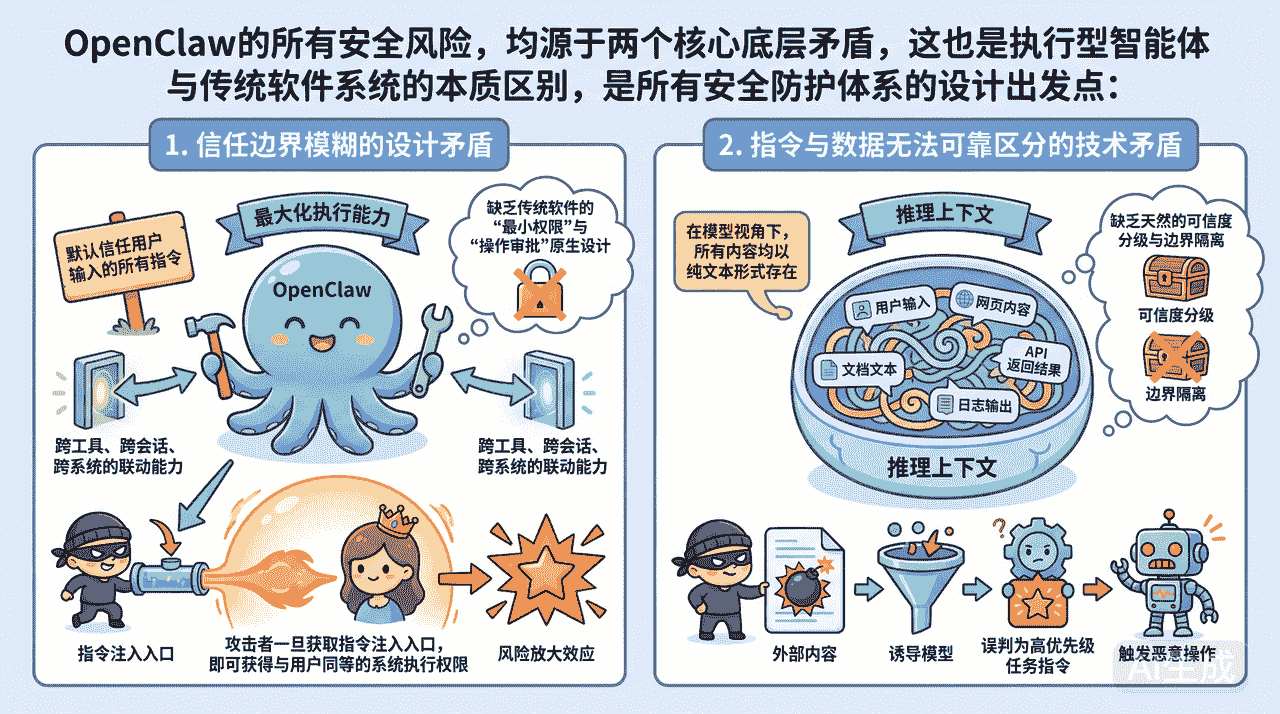 OpenClaw的所有安全风险，均源于两个核心底层矛盾，这也是执行型智能体
与传统软件系统的本质区别，是所有安全防护体系的设计出发点：
1. 信任边界模糊的设计矛盾
默认信任用户
输入的所有指令
最大化执行能力
缺乏传统软件的
“最小权限”与
“操作审批”原生设计
OpenClaw
跨工具、跨会话、
跨系统的联动能力
跨工具、跨会话、
跨系统的联动能力
指令注入入口
攻击者一旦获取指令注入入口，
即可获得与用户同等的系统执行权限
风险放大效应
2. 指令与数据无法可靠区分的技术矛盾
在模型视角下，
所有内容均以
纯文本形式存在
推理上下文
缺乏天然的可信度
分级与边界隔离
可信度分级
边界隔离
用户输入
网页内容
文档文本
API
返回结果
日志输出
推理上下文
外部内容
诱导模型
误判为高优先级
任务指令
触发恶意操作
AI生成